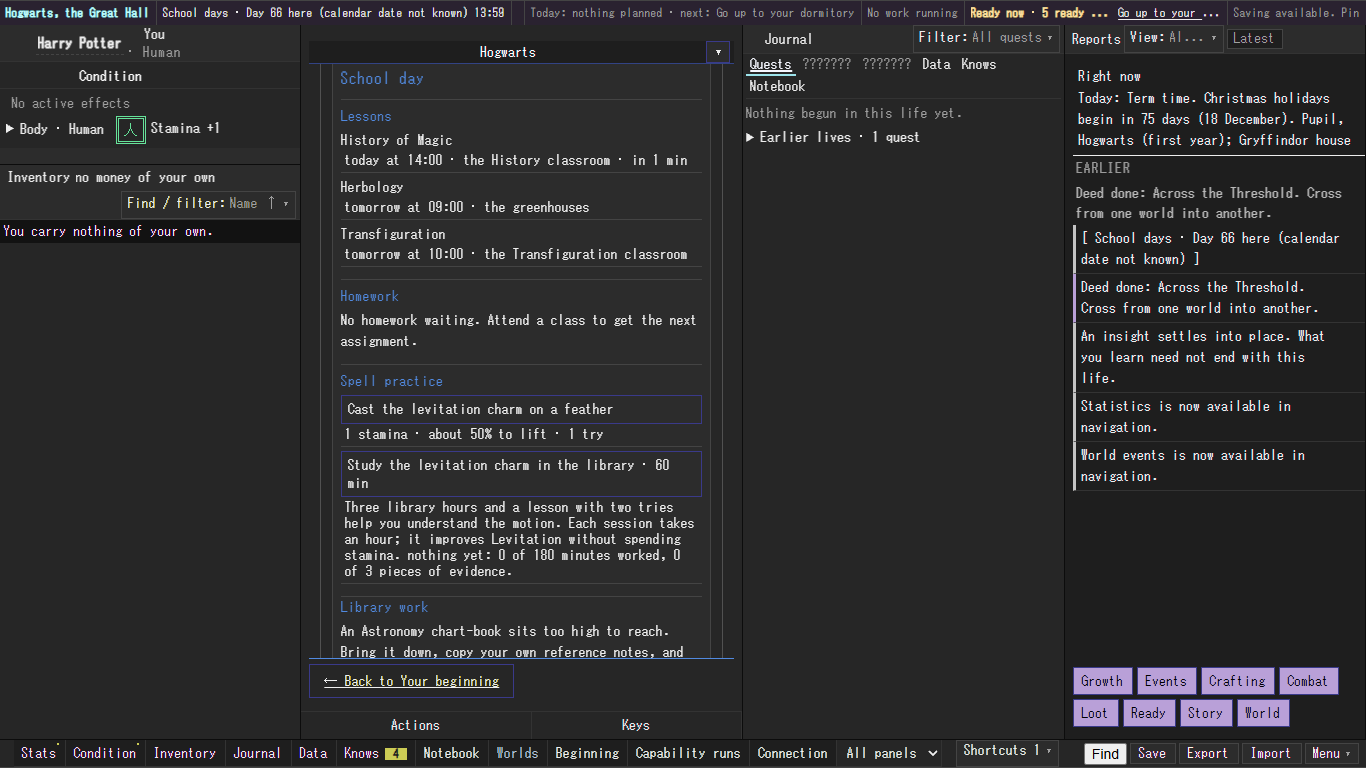 Hogwarts, the Great Hall
School days · Day 66 here (calendar date not known) 13:59
Today: nothing planned · next: Go up to your dormitory
No work running
Ready now · 5 ready ...
Go up to your ...
Saving available. Pin
Harry Potter · You
Human
Condition
No active effects
▶ Body · Human 人 Stamina +1
Inventory no money of your own
Find / filter: Name ↑ ▾
You carry nothing of your own.
Hogwarts
▼
School day
Lessons
History of Magic
today at 14:00 · the History classroom · in 1 min
Herbology
tomorrow at 09:00 · the greenhouses
Transfiguration
tomorrow at 10:00 · the Transfiguration classroom
Homework
No homework waiting. Attend a class to get the next
assignment.
Spell practice
Cast the levitation charm on a feather
1 stamina · about 50% to lift · 1 try
Study the levitation charm in the library · 60
min
Three library hours and a lesson with two tries
help you understand the motion. Each session takes
an hour; it improves Levitation without spending
stamina. nothing yet: 0 of 180 minutes worked, 0
of 3 pieces of evidence.
Library work
An Astronomy chart-book sits too high to reach.
Bring it down, copy your own reference notes, and
← Back to Your beginning
Actions
Keys
Journal
Filter: All quests ▾
Quests ??????? ??????? Data Knows
Notebook
Nothing begun in this life yet.
▶ Earlier lives · 1 quest
Reports
View: Al... ▾
Latest
Right now
Today: Term time. Christmas holidays
begin in 75 days (18 December). Pupil,
Hogwarts (first year); Gryffindor house
EARLIER
Deed done: Across the Threshold. Cross
from one world into another.
[ School days · Day 66 here (calendar
date not known) ]
Deed done: Across the Threshold.
Cross from one world into another.
An insight settles into place. What
you learn need not end with this
life.
Statistics is now available in
navigation.
World events is now available in
navigation.
Growth Events Crafting Combat
Loot Ready Story World
Stats Condition Inventory Journal Data Knows 4 Notebook Worlds Beginning Capability runs Connection All panels Shortcuts 1 ▾ Find Save Export Import Menu ▾